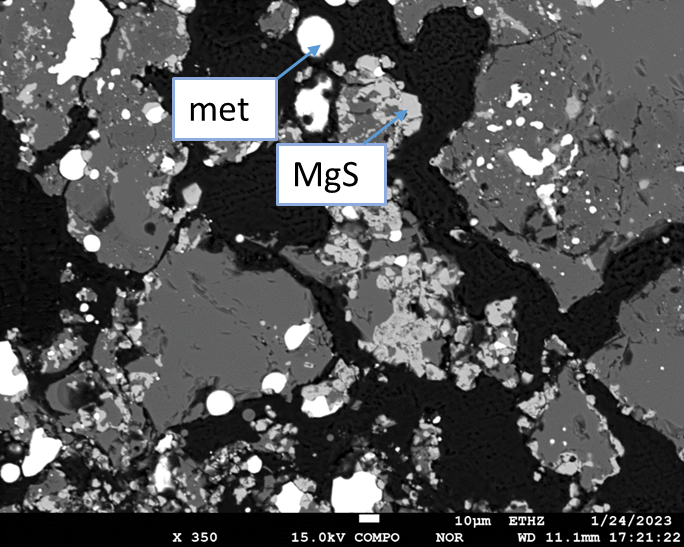 met
MgS
10µm ETHZ 1/24/2023
X 350 15.0kV COMPO NOR WD 11.1mm 17:21:22